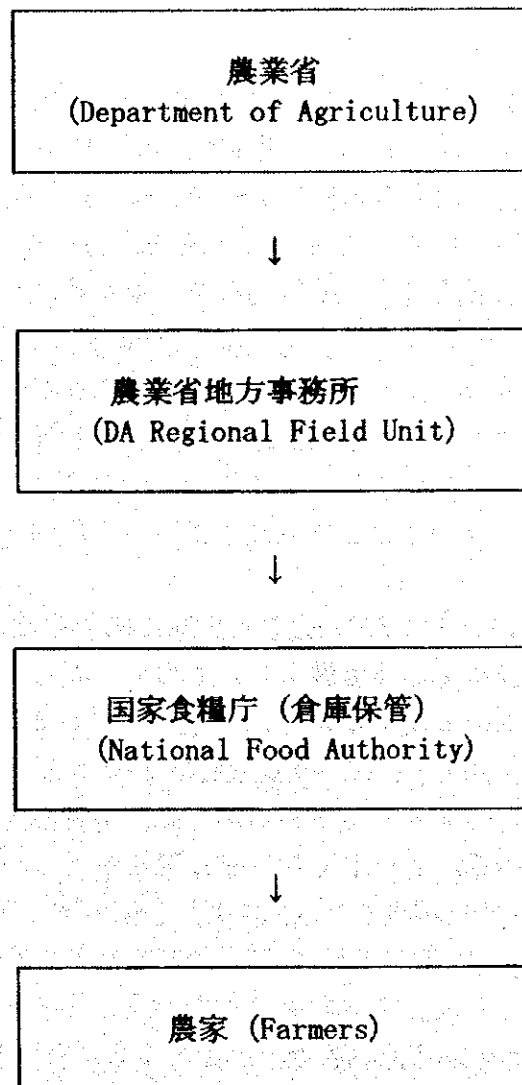 農業省
(Department of Agriculture)
↓
農業省地方事務所
(DA Regional Field Unit)
↓
国家食糧庁 (倉庫保管)
(National Food Authority)
↓
農家 (Farmers)